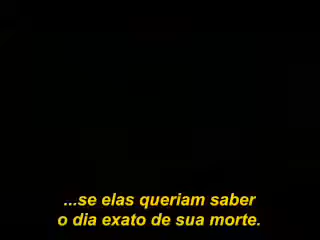 ...se elas queriam saber
o dia exato de sua morte.